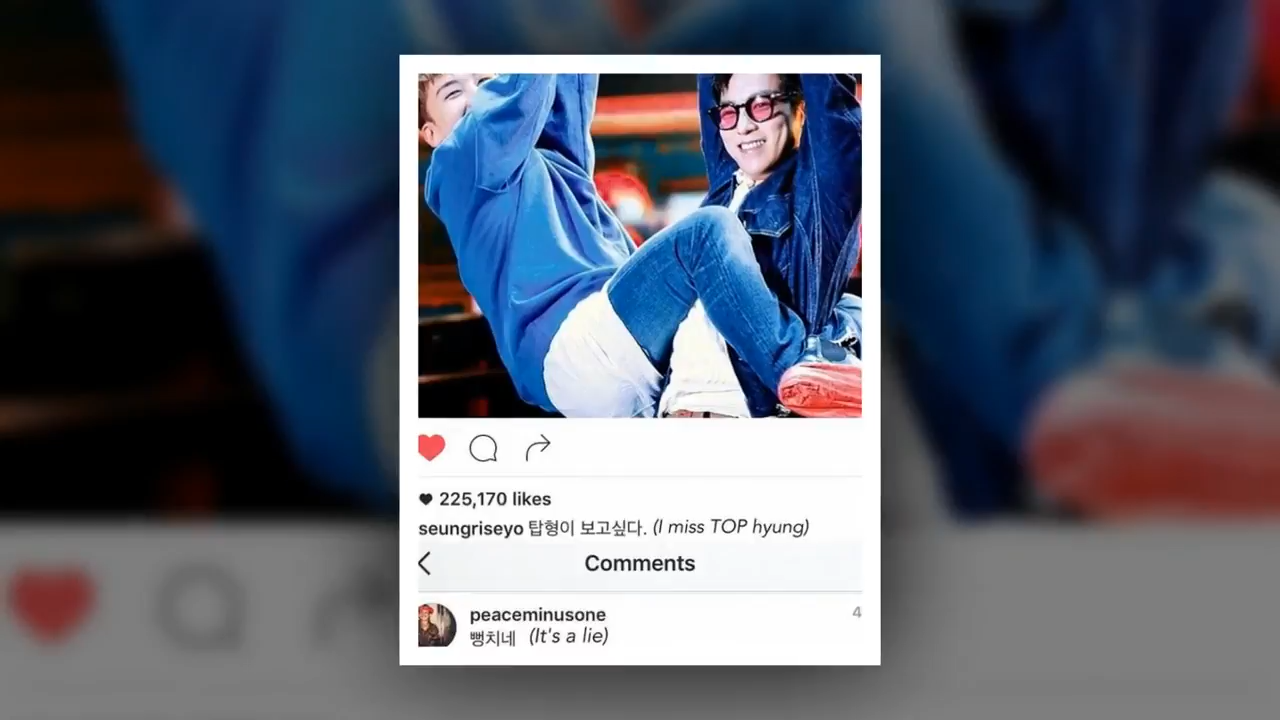 225,170 likes
seungriseyo 탑형이 보고싶다. (I miss TOP hyung)
Comments
peaceminusone 4
뻥치네 (It's a lie)